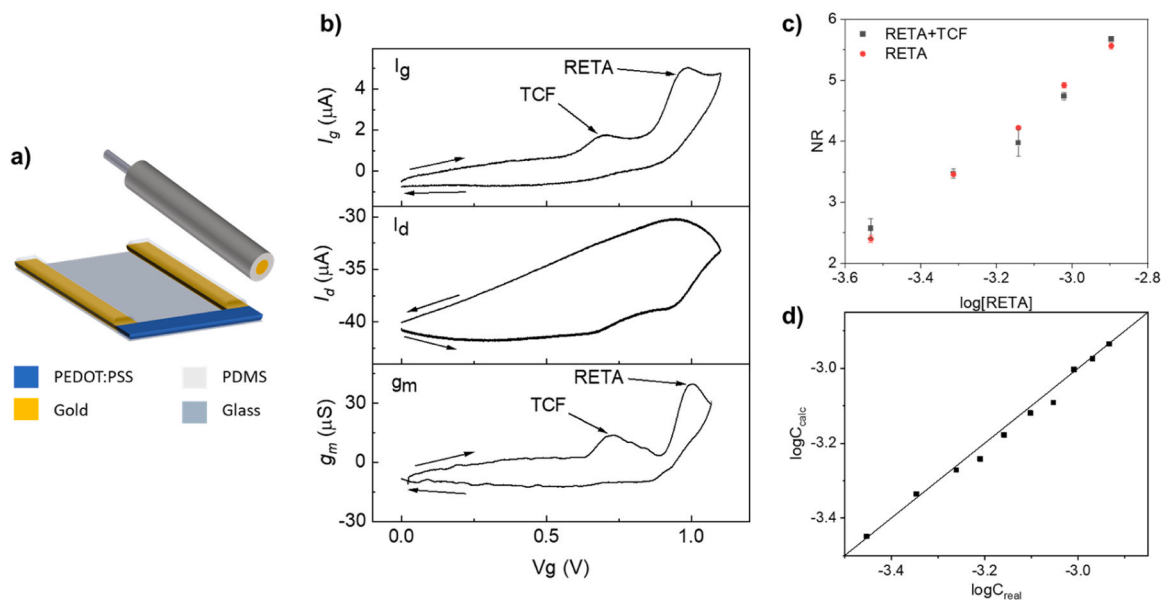 a)
PEDOT:PSS PDMS
Gold Glass
b)
I_g
RETA
TCF
I_g (μA)
4
2
0
I_d
I_d (μA)
-30
-35
-40
g_m
RETA
TCF
g_m (μS)
30
0
-30
0.0 0.5 1.0
Vg (V)
c)
RETA+TCF
RETA
NR
6
5
4
3
2
-3.6 -3.4 -3.2 -3.0 -2.8
log[RETA]
d)
logC_calc
-3.0
-3.2
-3.4
-3.4 -3.2 -3.0
logC_real